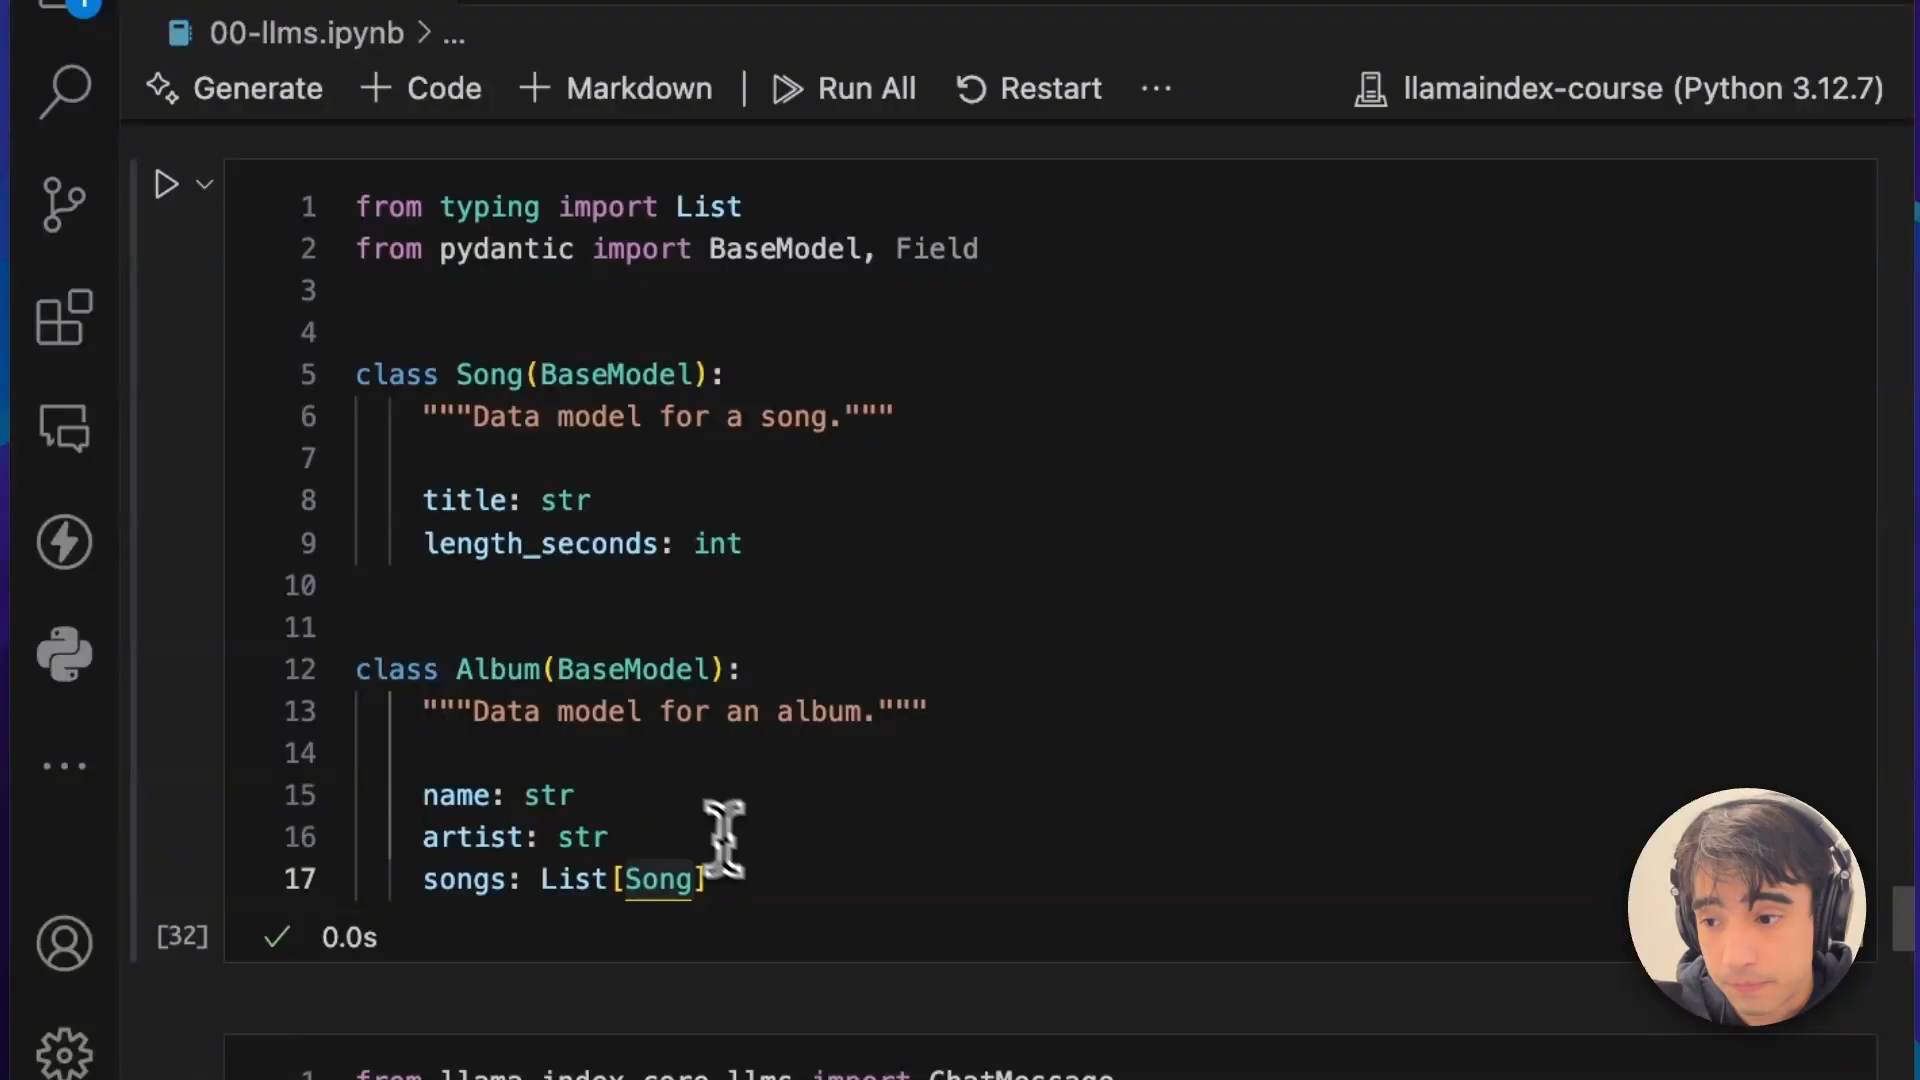 00-llms.ipynb > ...
Generate + Code + Markdown | Run All Restart ... llamaindex-course (Python 3.12.7)
1 from typing import List
2 from pydantic import BaseModel, Field
3
4
5 class Song(BaseModel):
6 """Data model for a song."""
7
8 title: str
9 length_seconds: int
10
11
12 class Album(BaseModel):
13 """Data model for an album."""
14
15 name: str
16 artist: str
17 songs: List[Song]
[32] ✓ 0.0s
1 from llama_index.core.llms import ChatMessage